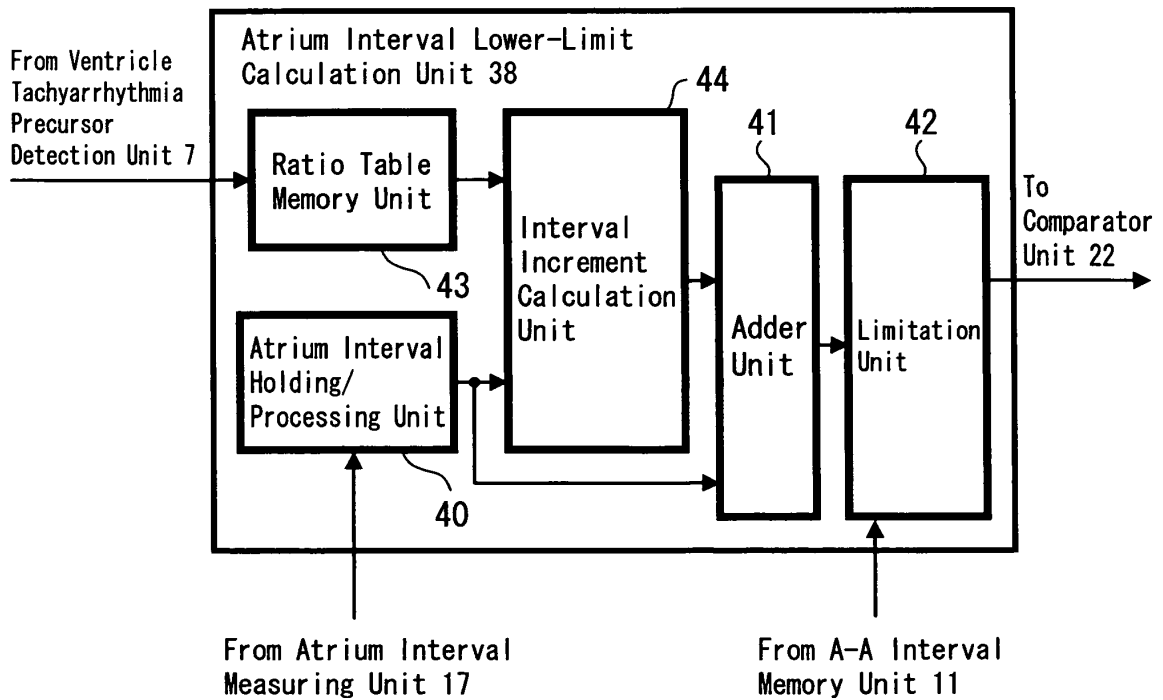 Atrium Interval Lower-Limit
Calculation Unit 38
From Ventricle
Tachyarrhythmia
Precursor
Detection Unit 7
44
41
42
Ratio Table
Memory Unit
43
Interval
Increment
Calculation
Unit
To
Comparator
Unit 22
Atrium Interval
Holding/
Processing Unit
40
Adder
Unit
Limitation
Unit
From Atrium Interval
Measuring Unit 17
From A-A Interval
Memory Unit 11